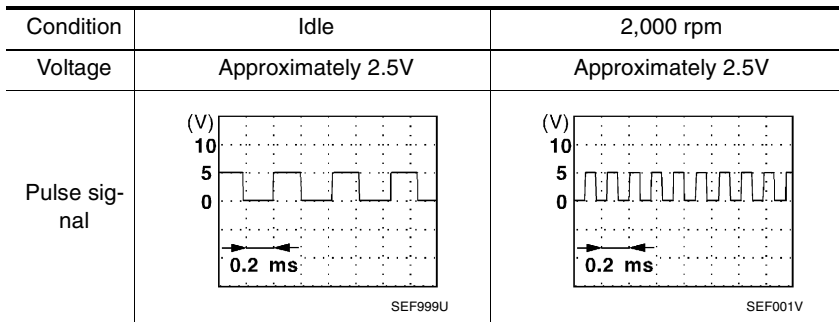 Condition Idle 2,000 rpm
Voltage Approximately 2.5V Approximately 2.5V
Pulse sig-
nal
(V)
10
5
0
0.2 ms
SEF999U
(V)
10
5
0
0.2 ms
SEF001V